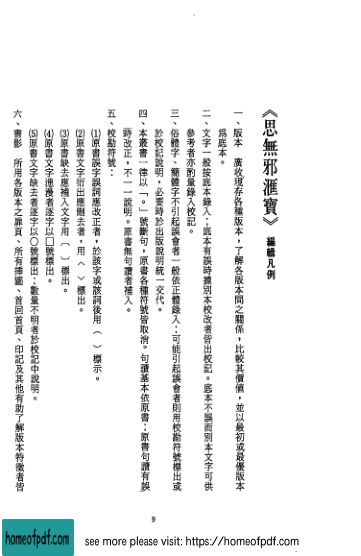 《思無邪滙寶》編輯凡例
一、版本　廣收現存各種版本，了解各版本間之關係，比較其價值，並以最初或最優版本
爲底本。
二、文字一般按底本錄入；底本有誤時據別本校改者皆出校記。底本不誤而別本文字可供
參考者亦酌量錄入校記。
三、俗體字、簡體字不引起誤會者一般依正體錄入；可能引起誤會者則用校勘符號標出或
於校記說明，必要時於出版說明統一交代。
四、本叢書一律以「。」號斷句，原書各種符號皆取消。句讀基本依原書；原書句讀有誤
時改正，不一一說明。原書無句讀者補入。
五、校勘符號：
⑴原書誤字誤詞應改正者，於該字或該詞後用（　）標示。
⑵原書文字衍出應刪去者，用〈　〉標出。
⑶原書缺去應補入文字用〔　〕標出。
⑷原書文字漶漫者逐字以囗號標出。
⑸原書文字缺去者逐字以〇號標出；數量不明者於校記中說明。
六、書影　所用各版本之扉頁、所有揷圖、首回首頁、印記及其他有助了解版本特徵者皆
9
homeofpdf.com
see more please visit: https://homeofpdf.com